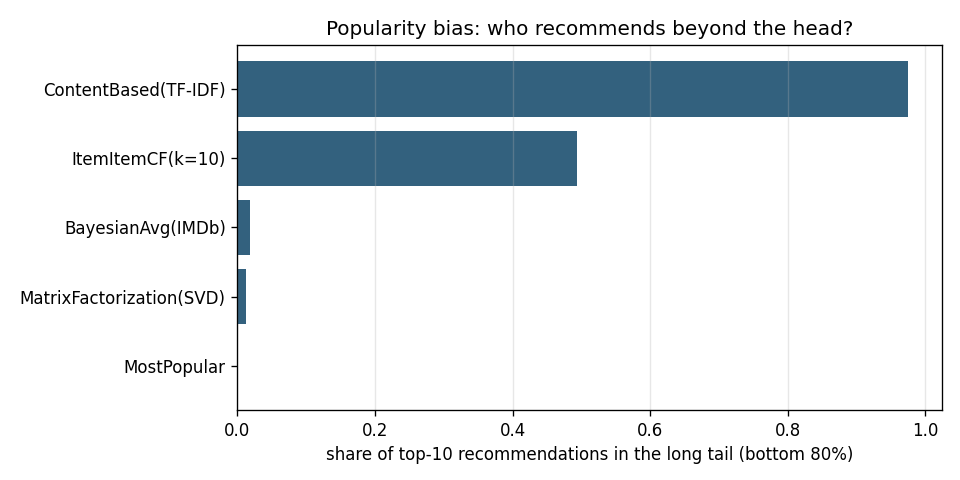 Popularity bias: who recommends beyond the head?
ContentBased(TF-IDF)
ItemItemCF(k=10)
BayesianAvg(IMDb)
MatrixFactorization(SVD)
MostPopular
0.0 0.2 0.4 0.6 0.8 1.0
share of top-10 recommendations in the long tail (bottom 80%)